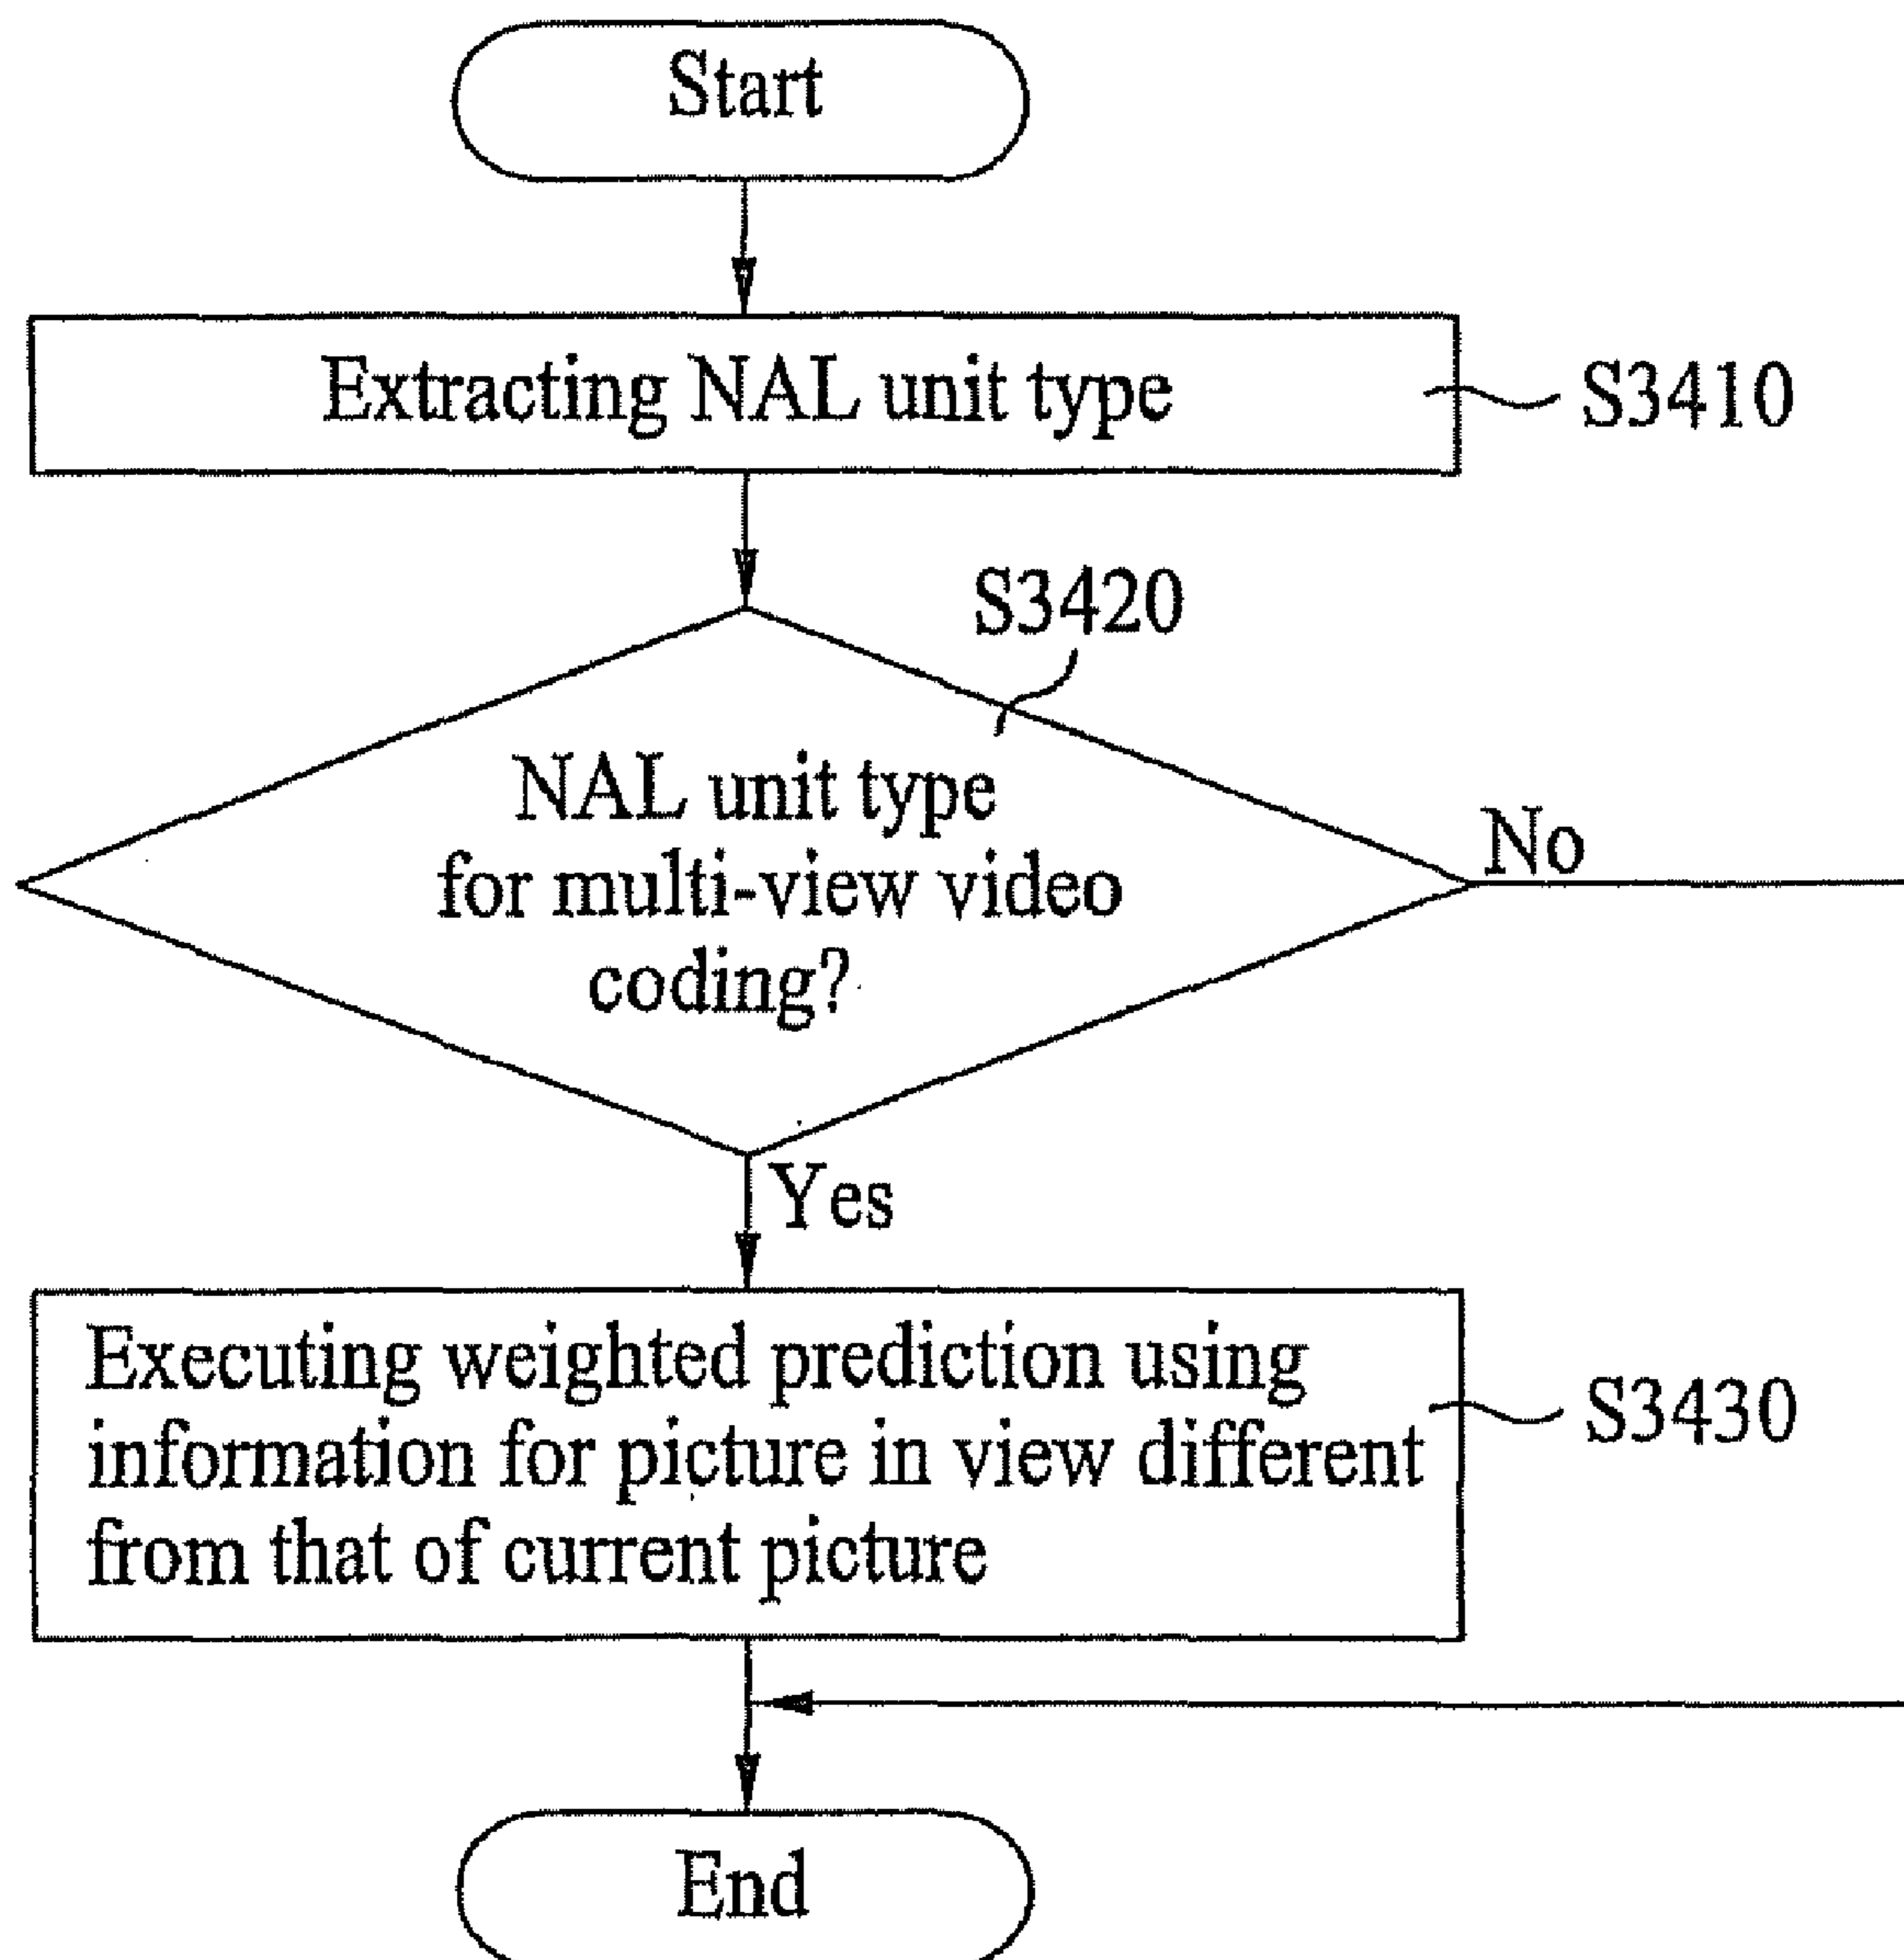 Start
Extracting NAL unit type
S3410
S3420
NAL unit type
for multi-view video
coding?
No
Yes
Executing weighted prediction using
information for picture in view different
from that of current picture
S3430
End